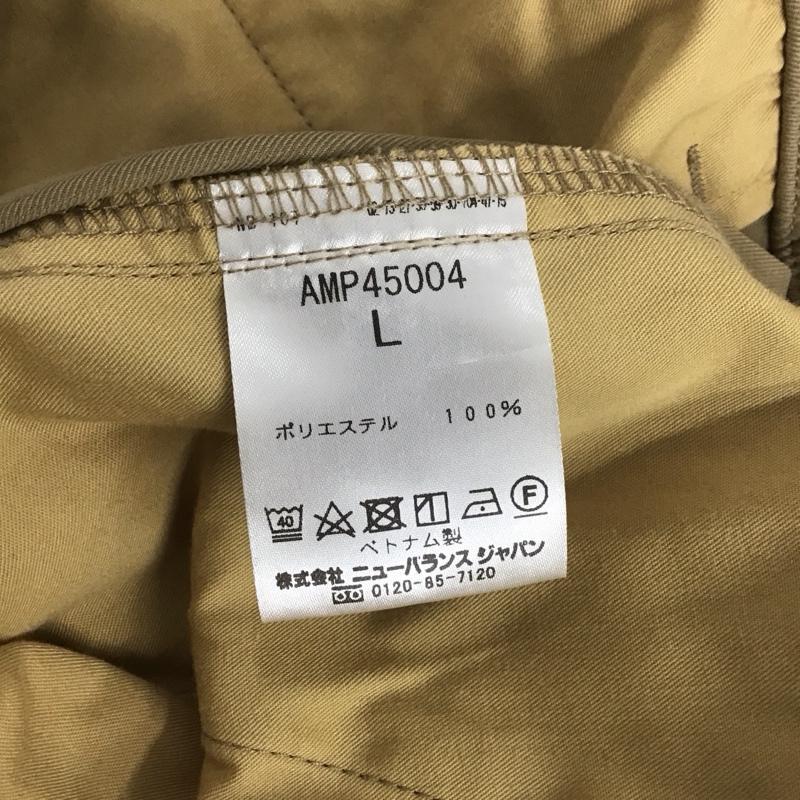 AMP45004
L
ポリエステル 100%
40 F
ベトナム製
株式会社 ニューバランス ジャパン
0120-85-7120